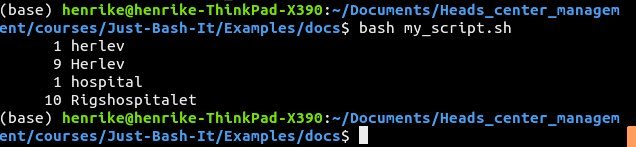 (base) henrike@henrike-ThinkPad-X390:~/Documents/Heads_center_managem
ent/courses/Just-Bash-It/Examples/docs$ bash my_script.sh
      1 herlev
      9 Herlev
      1 hospital
     10 Rigshospitalet
(base) henrike@henrike-ThinkPad-X390:~/Documents/Heads_center_managem
ent/courses/Just-Bash-It/Examples/docs$